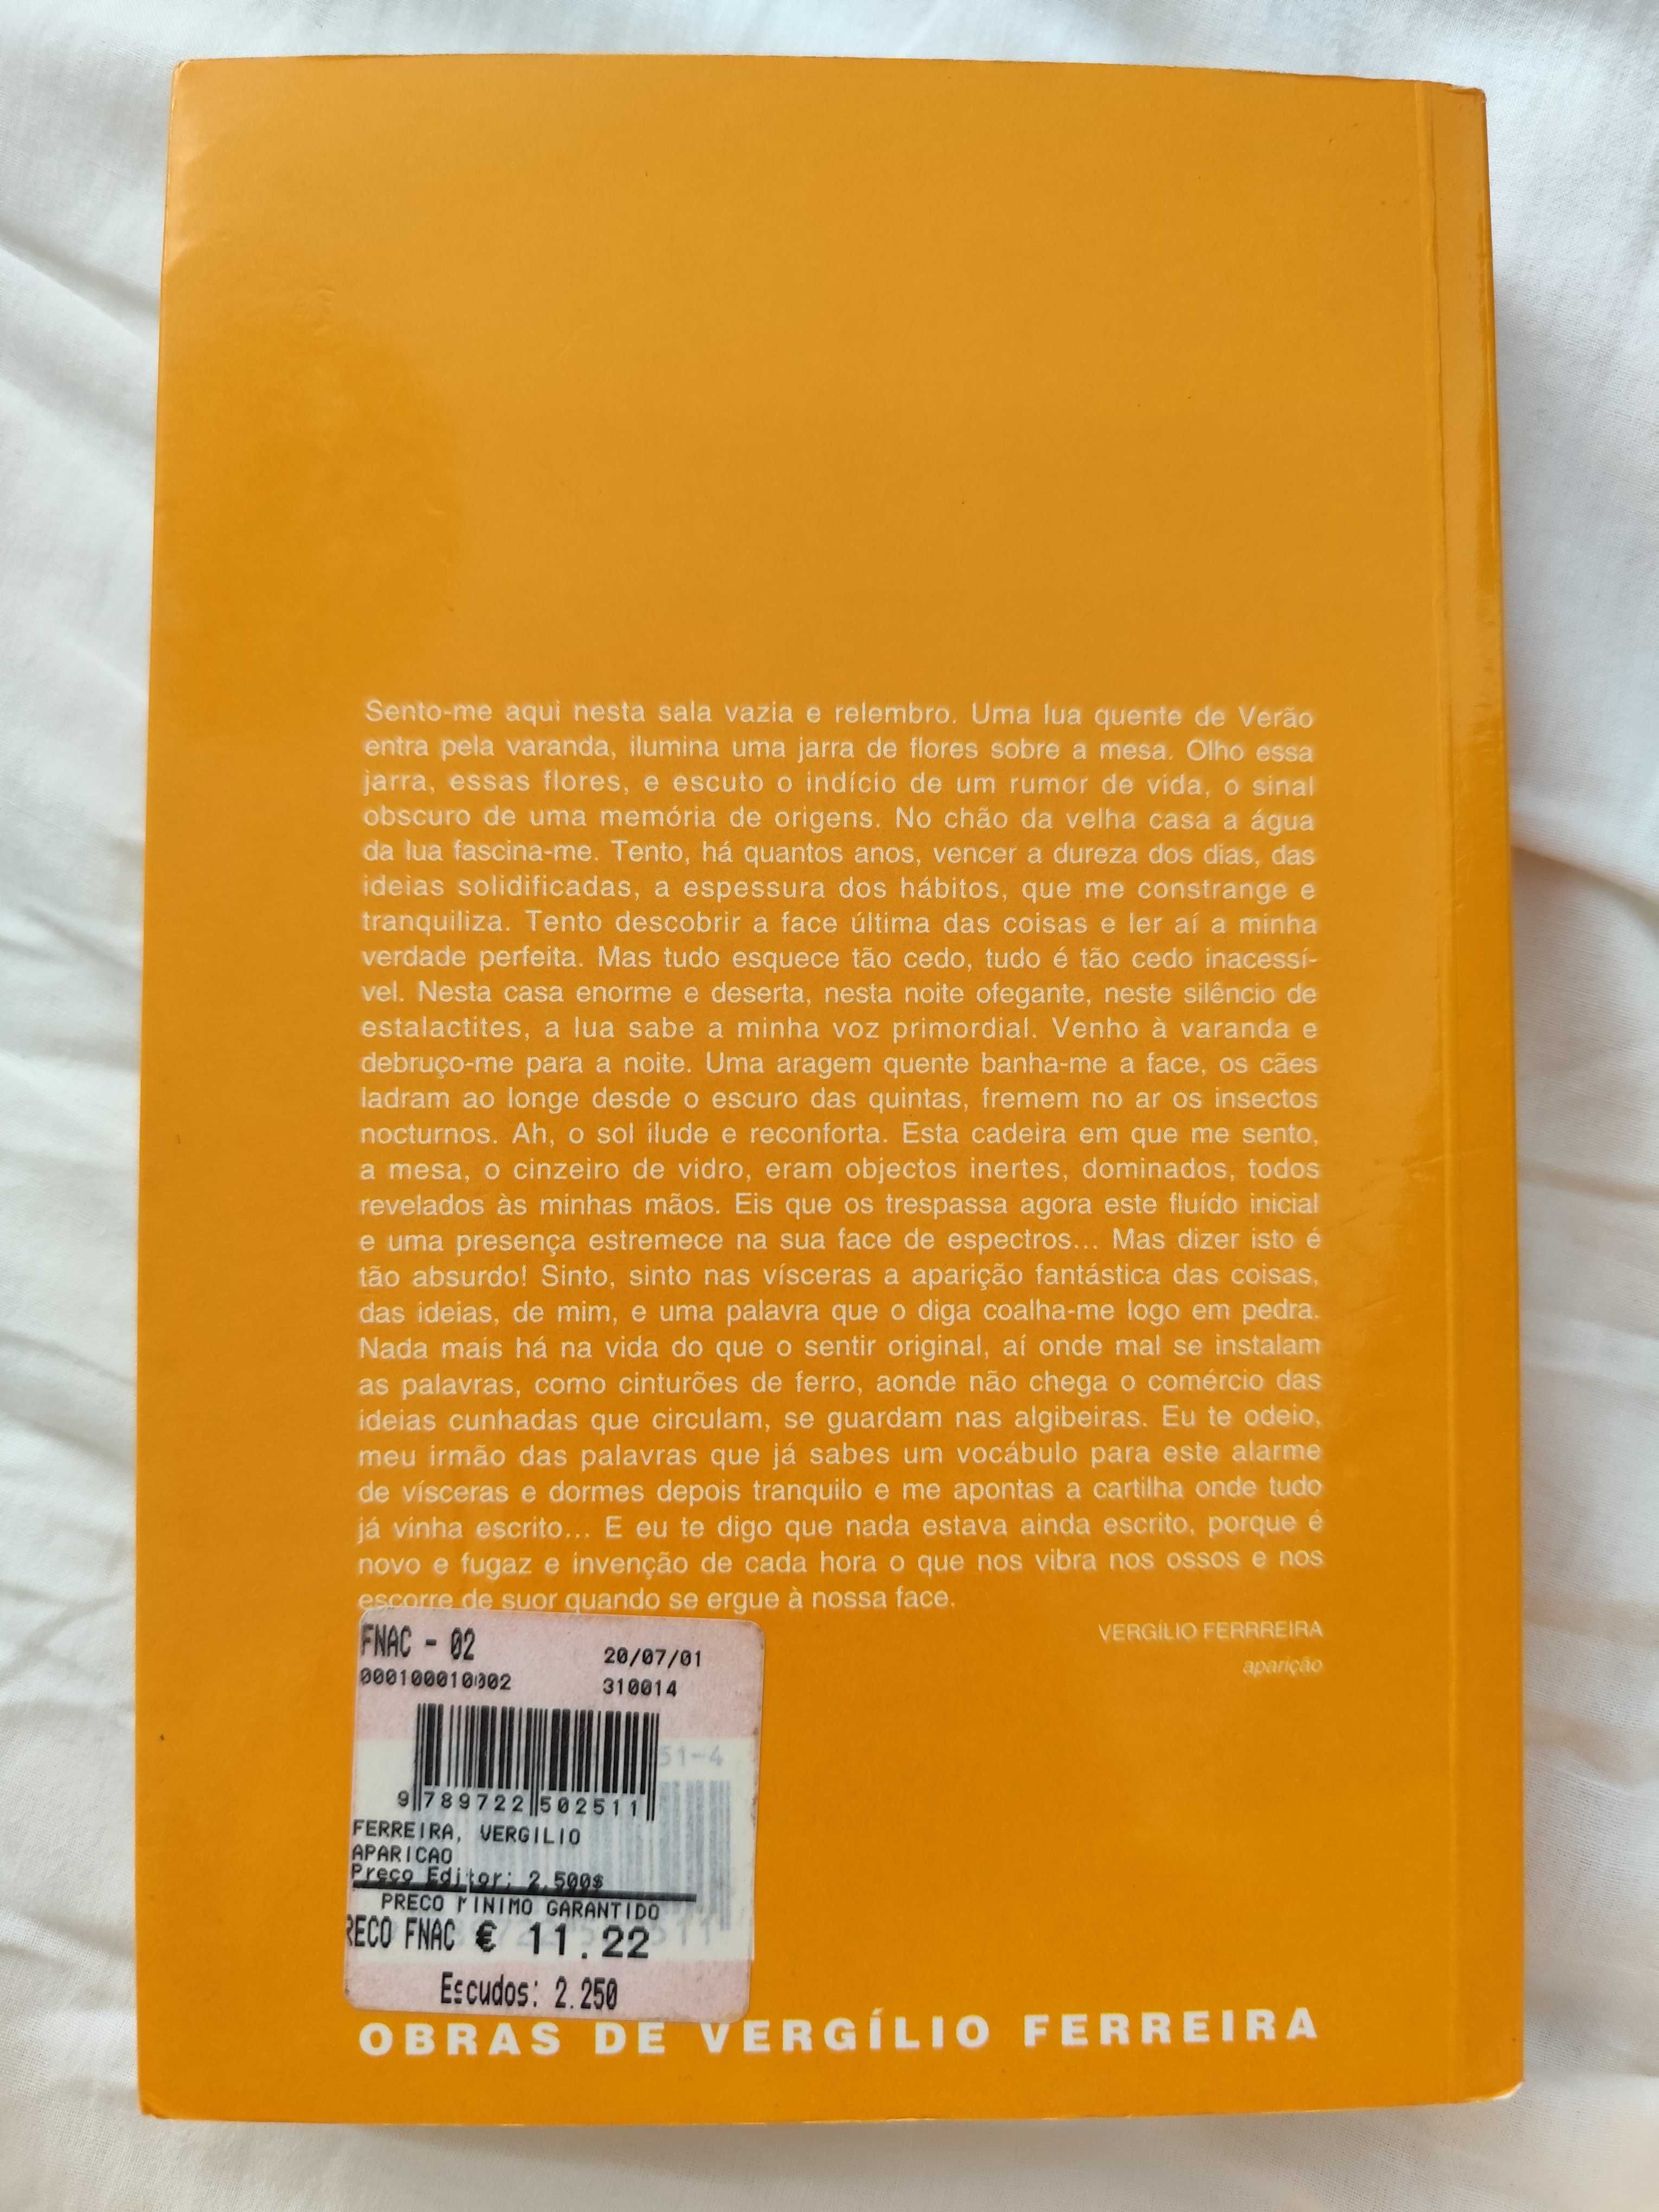 Sento-me aqui nesta sala vazia e relembro. Uma lua quente de Verão
entra pela varanda, ilumina uma jarra de flores sobre a mesa. Olho essa
jarra, essas flores, e escuto o indício de um rumor de vida, o sinal
obscuro de uma memória de origens. No chão da velha casa a água
da lua fascina-me. Tento, há quantos anos, vencer a dureza dos dias, das
ideias solidificadas, a espessura dos hábitos, que me constrange e
tranquiliza. Tento descobrir a face última das coisas e ler aí a minha
verdade perfeita. Mas tudo esquece tão cedo, tudo é tão cedo inacessí-
vel. Nesta casa enorme e deserta, nesta noite ofegante, neste silêncio de
estalactites, a lua sabe a minha voz primordial. Venho à varanda e
debruço-me para a noite. Uma aragem quente banha-me a face, os cães
ladram ao longe desde o escuro das quintas, fremem no ar os insectos
nocturnos. Ah, o sol ilude e reconforta. Esta cadeira em que me sento,
a mesa, o cinzeiro de vidro, eram objectos inertes, dominados, todos
revelados às minhas mãos. Eis que os trespassa agora este fluído inicial
e uma presença estremece na sua face de espectros... Mas dizer isto é
tão absurdo! Sinto, sinto nas vísceras a aparição fantástica das coisas,
das ideias, de mim, e uma palavra que o diga coalha-me logo em pedra.
Nada mais há na vida do que o sentir original, aí onde mal se instalam
as palavras, como cinturões de ferro, aonde não chega o comércio das
ideias cunhadas que circulam, se guardam nas algibeiras. Eu te odeio,
meu irmão das palavras que já sabes um vocábulo para este alarme
de vísceras e dormes depois tranquilo e me apontas a cartilha onde tudo
já vinha escrito... E eu te digo que nada estava ainda escrito, porque é
novo e fugaz e invenção de cada hora o que nos vibra nos ossos e nos
escorre de suor quando se ergue à nossa face.
VERGÍLIO FERRREIRA
aparição
FNAC - 02
20/07/01
000100010002
310014
51-4
9 789722 502511
FERREIRA, VERGILIO
APARICAO
Preço Editor: 2.500$
PRECO MINIMO GARANTIDO
RECO FNAC € 11.22
Escudos: 2.250
OBRAS DE VERGÍLIO FERREIRA